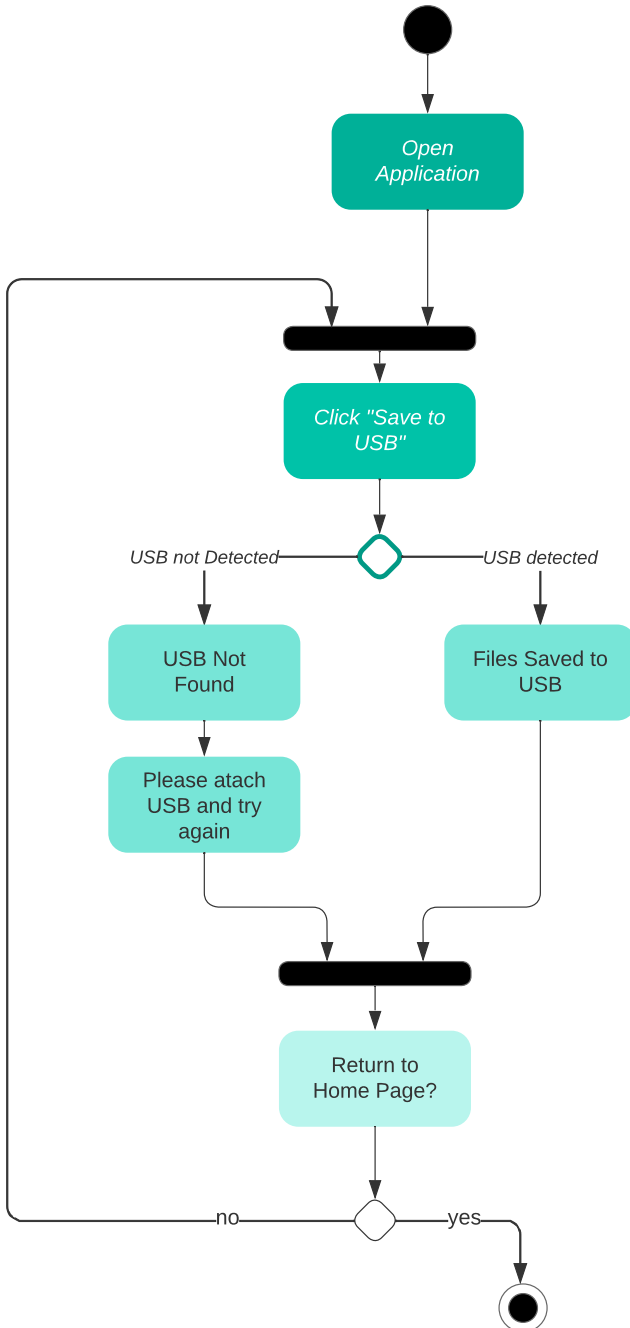 Open
Application
Click "Save to
USB"
USB not Detected
USB detected
USB Not
Found
Files Saved to
USB
Please atach
USB and try
again
Return to
Home Page?
no
yes